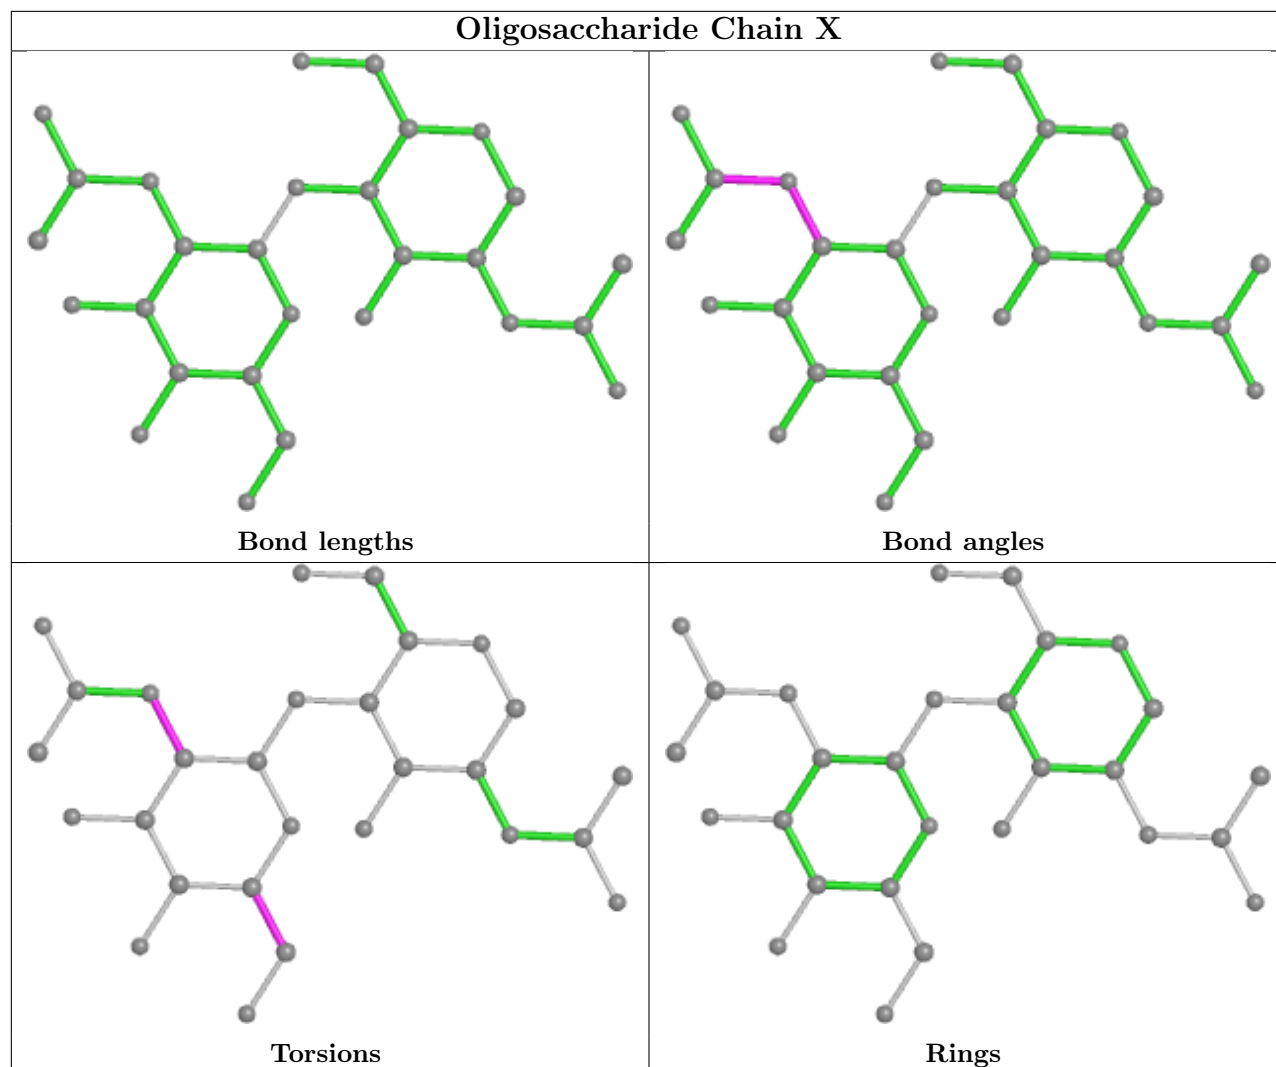 Oligosaccharide Chain X
Bond lengths
Bond angles
Torsions
Rings